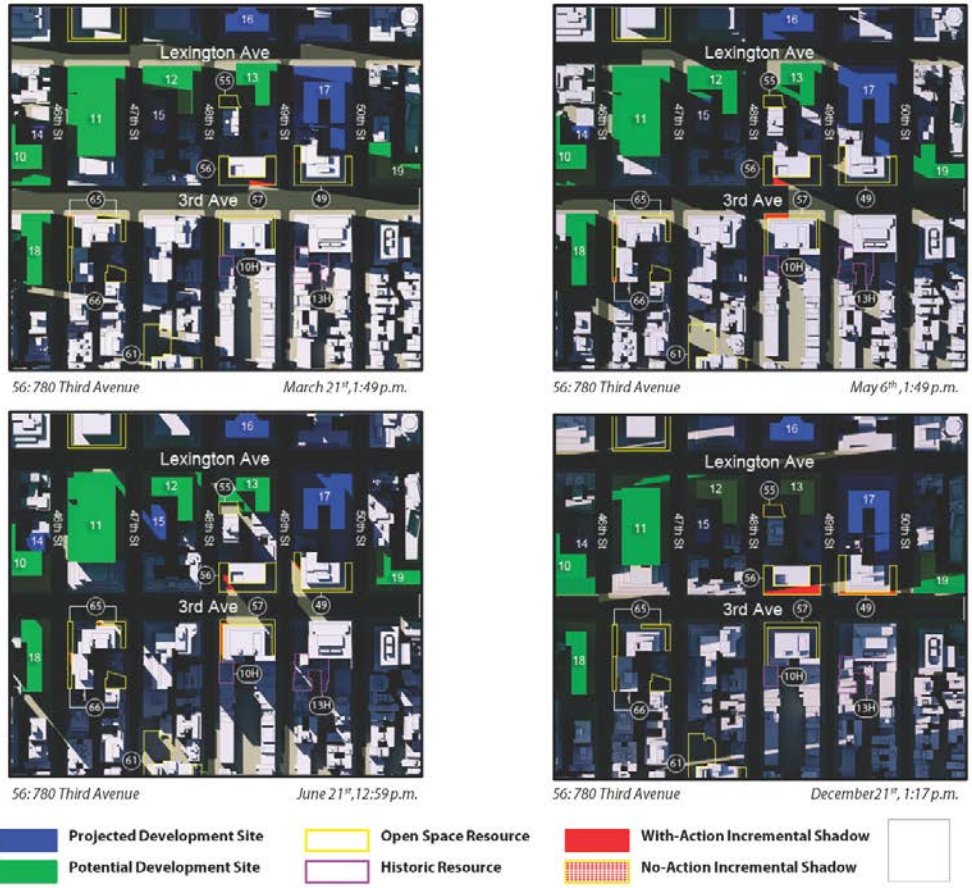 16
Lexington Ave
12
55
13
17
46th St
11
47th St
15
48th St
49th St
50th St
14
10
56
19
65
3rd Ave
57
49
18
10H
66
13H
61
56: 780 Third Avenue
March 21st, 1:49 p.m.
16
Lexington Ave
12
55
13
17
46th St
11
47th St
15
48th St
49th St
50th St
14
10
56
19
65
3rd Ave
57
49
18
10H
66
13H
61
56: 780 Third Avenue
May 6th, 1:49 p.m.
16
Lexington Ave
12
55
13
17
46th St
11
47th St
15
48th St
49th St
50th St
14
10
56
19
65
3rd Ave
57
49
18
10H
66
13H
61
56: 780 Third Avenue
June 21st, 12:59 p.m.
16
Lexington Ave
12
55
13
17
46th St
11
47th St
15
48th St
49th St
50th St
14
10
56
19
65
3rd Ave
57
49
18
10H
66
13H
61
56: 780 Third Avenue
December21st, 1:17 p.m.
Projected Development Site
Open Space Resource
With-Action Incremental Shadow
Potential Development Site
Historic Resource
No-Action Incremental Shadow